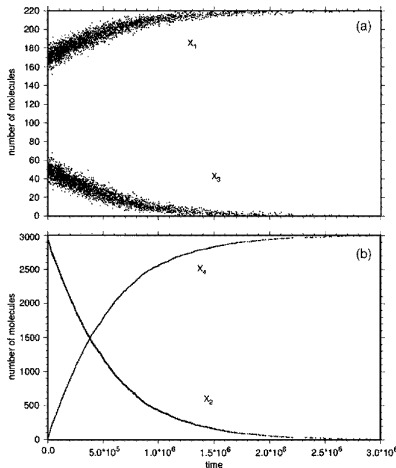 220
200
180
160
140
120
100
80
60
40
20
0
number of molecules
(a)
X1
X3
3000
2500
2000
1500
1000
500
0
number of molecules
(b)
X4
X2
0.0 5.0*10^5 1.0*10^6 1.5*10^6 2.0*10^6 2.5*10^6 3.0*10^6
time